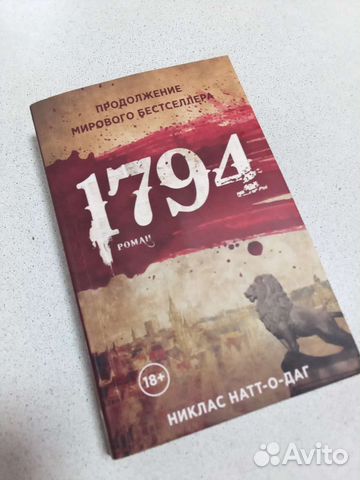 ПРОДОЛЖЕНИЕ
МИРОВОГО БЕСТСЕЛЛЕРА
1794
РОМАН
18+
НИКЛАС НАТТ-О-ДАГ
Avito